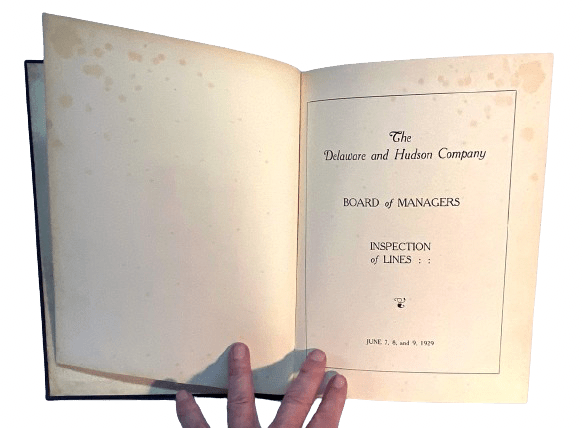 The
Delaware and Hudson Company
BOARD of MANAGERS
INSPECTION
of LINES : :
JUNE 7, 8, and 9, 1929